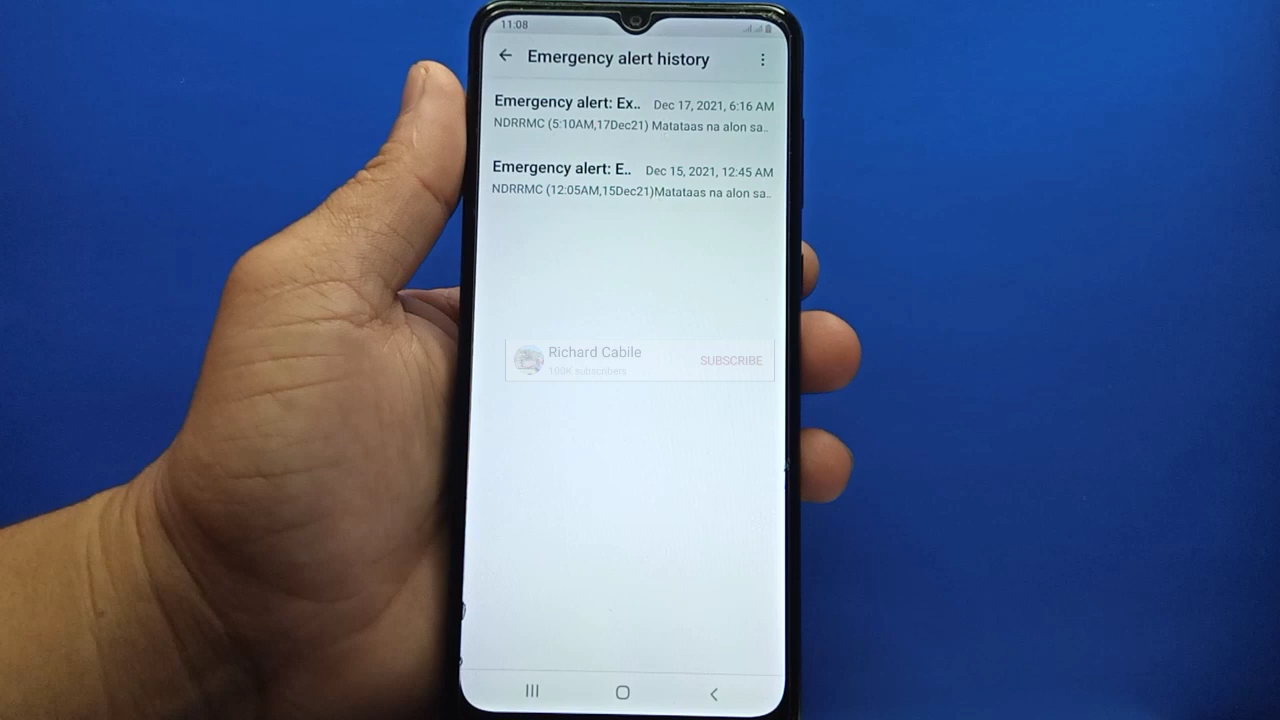 11:08
Emergency alert history
Emergency alert: Ex.. Dec 17, 2021, 6:16 AM
NDRRMC (5:10AM,17Dec21) Matataas na alon sa..
Emergency alert: E.. Dec 15, 2021, 12:45 AM
NDRRMC (12:05AM,15Dec21)Matataas na alon sa..
Richard Cabile
100K subscribers
SUBSCRIBE